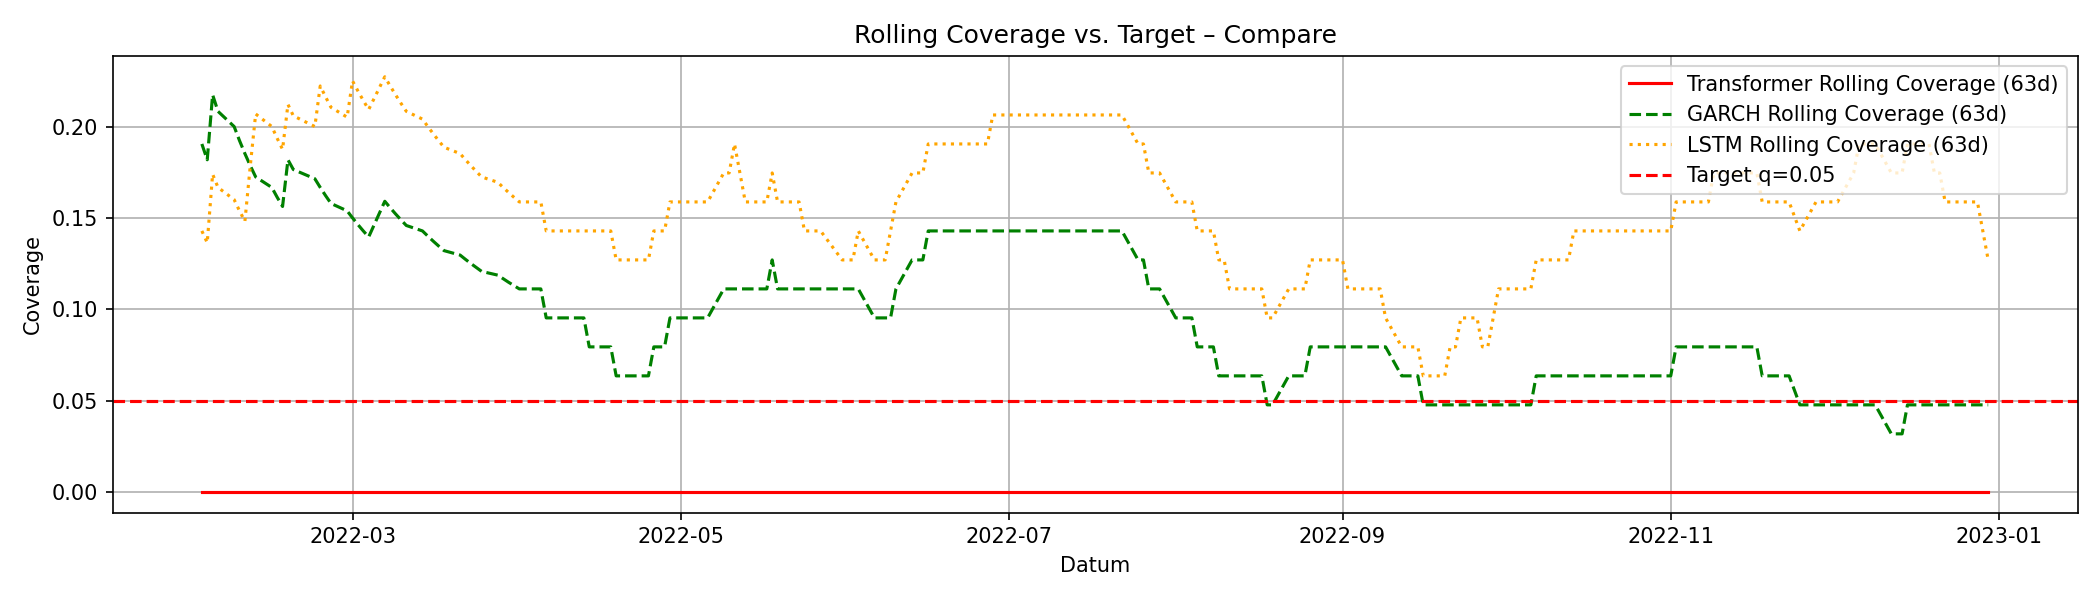 Rolling Coverage vs. Target – Compare
Transformer Rolling Coverage (63d)
GARCH Rolling Coverage (63d)
LSTM Rolling Coverage (63d)
Target q=0.05
Coverage
0.20
0.15
0.10
0.05
0.00
2022-03 2022-05 2022-07 2022-09 2022-11 2023-01
Datum